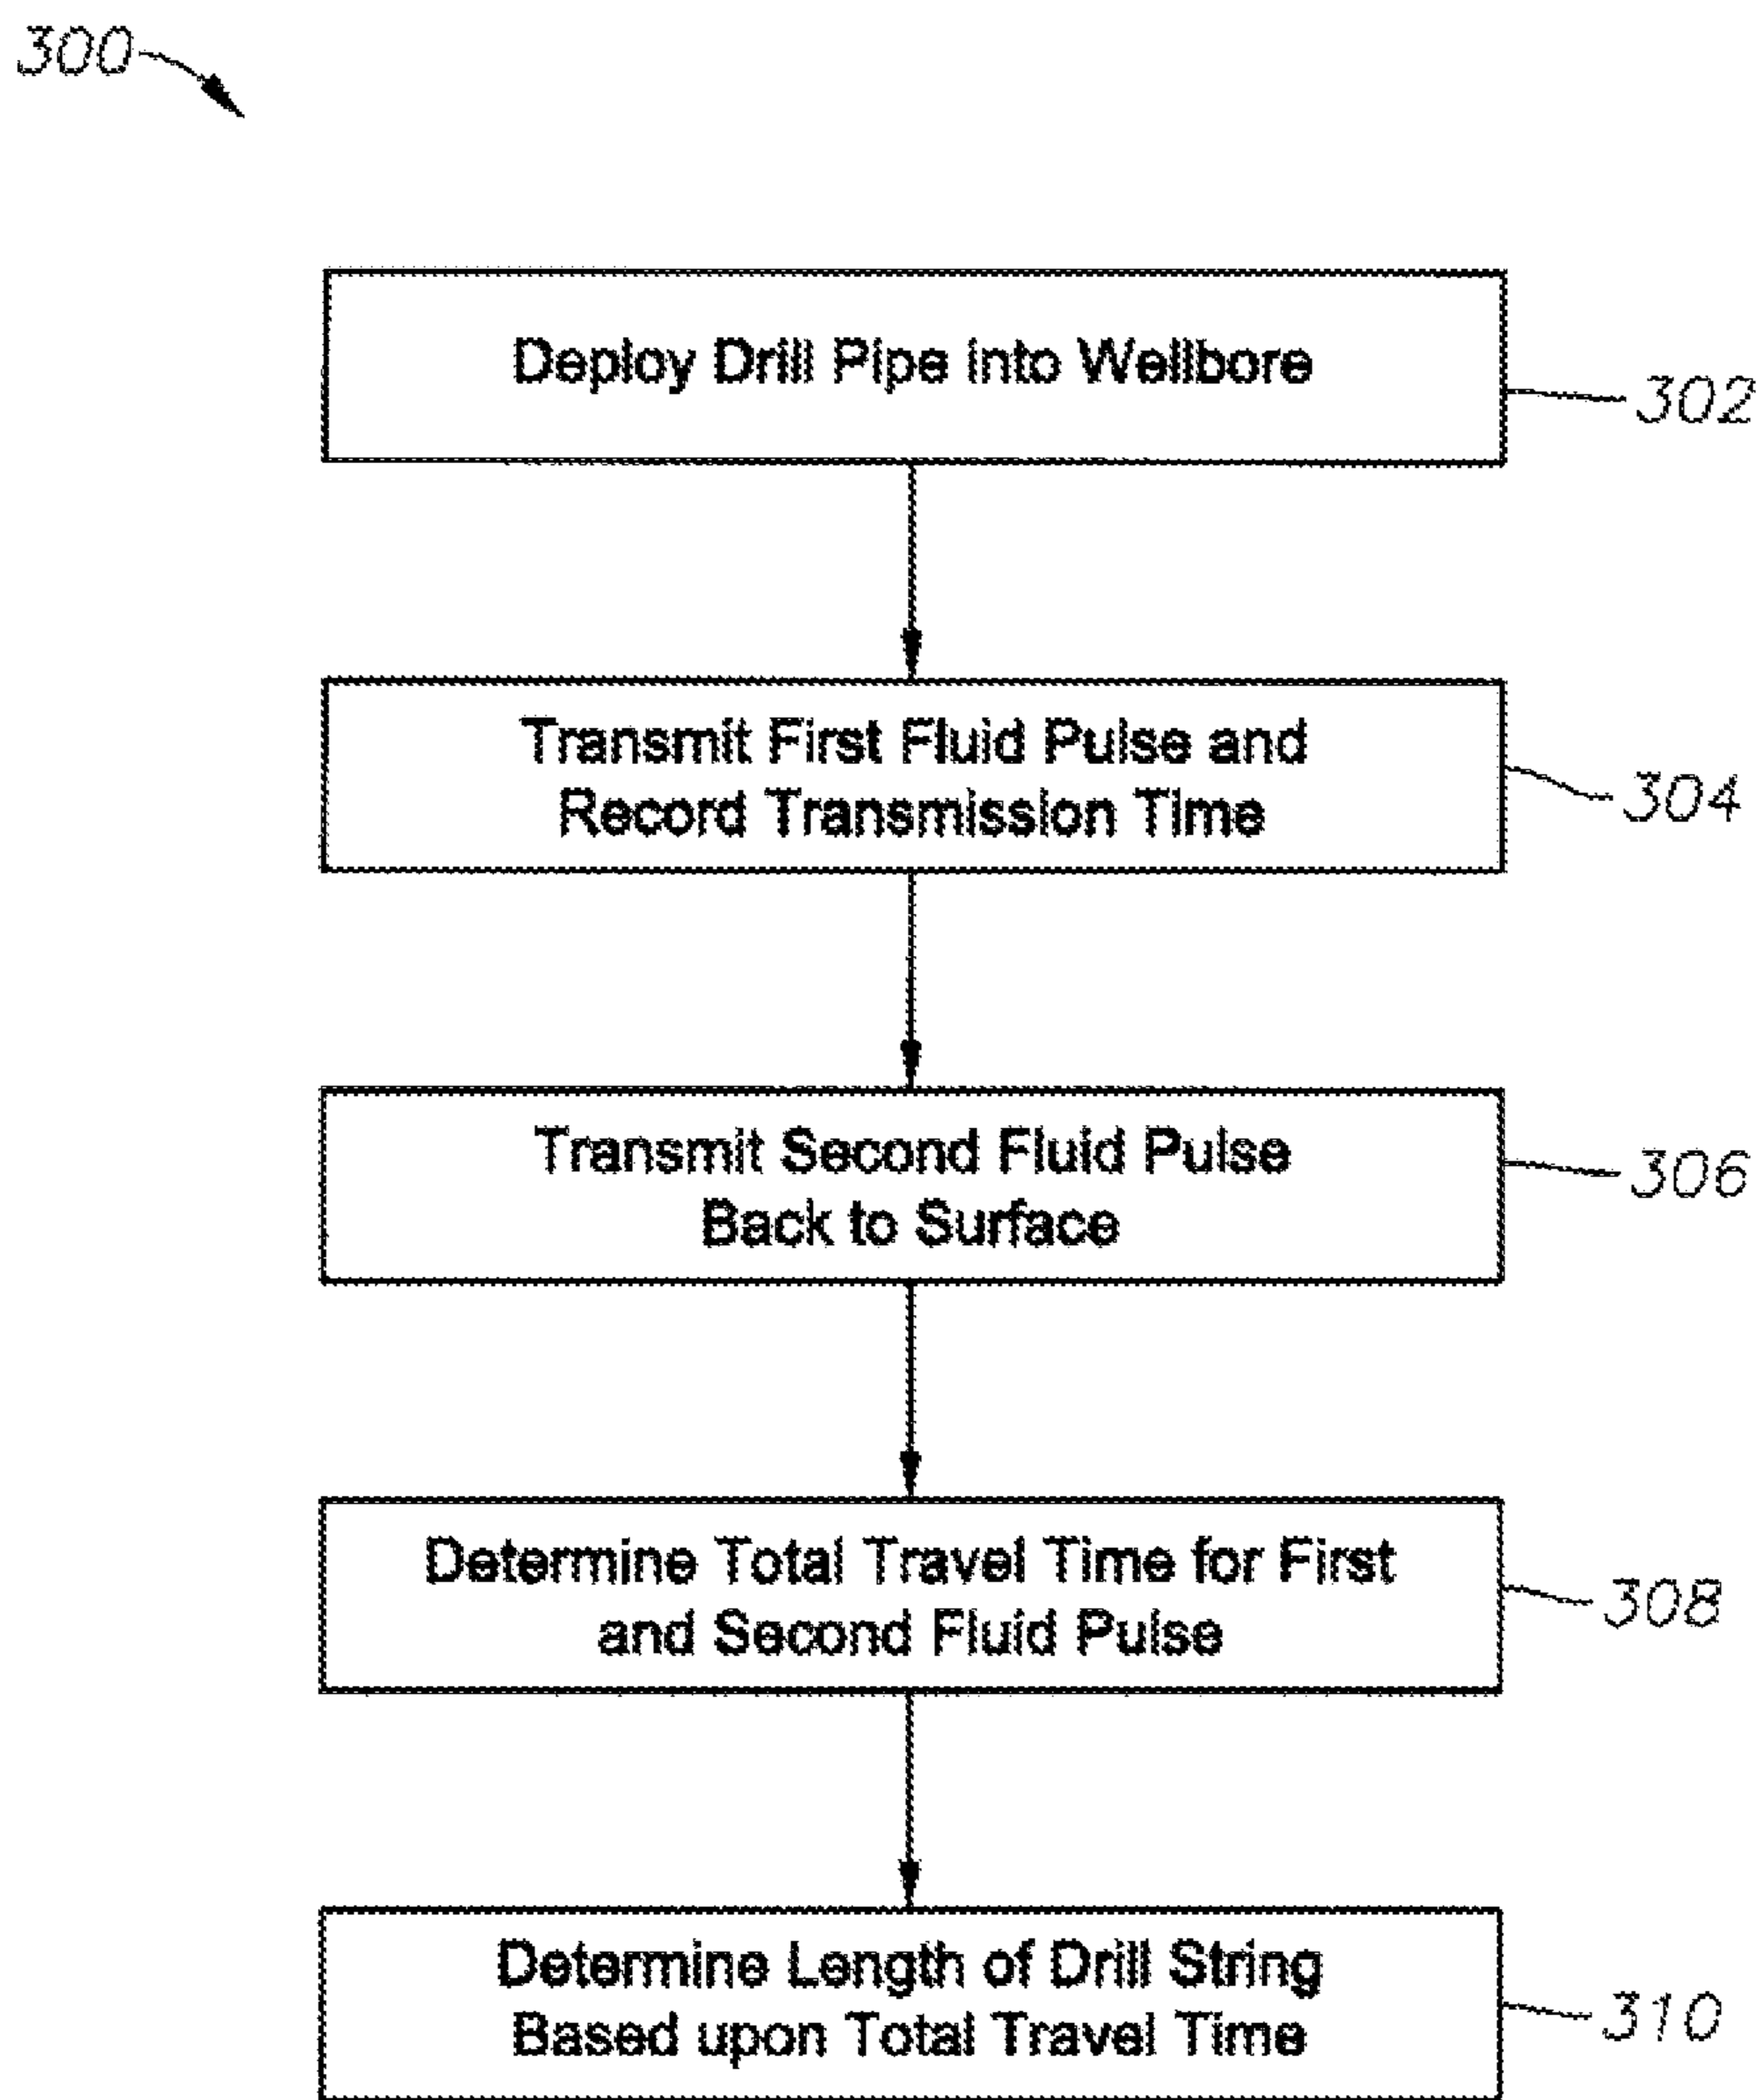 300
Deploy Drill Pipe into Wellbore
302
Transmit First Fluid Pulse and
Record Transmission Time
304
Transmit Second Fluid Pulse
Back to Surface
306
Determine Total Travel Time for First
and Second Fluid Pulse
308
Determine Length of Drill String
Based upon Total Travel Time
310